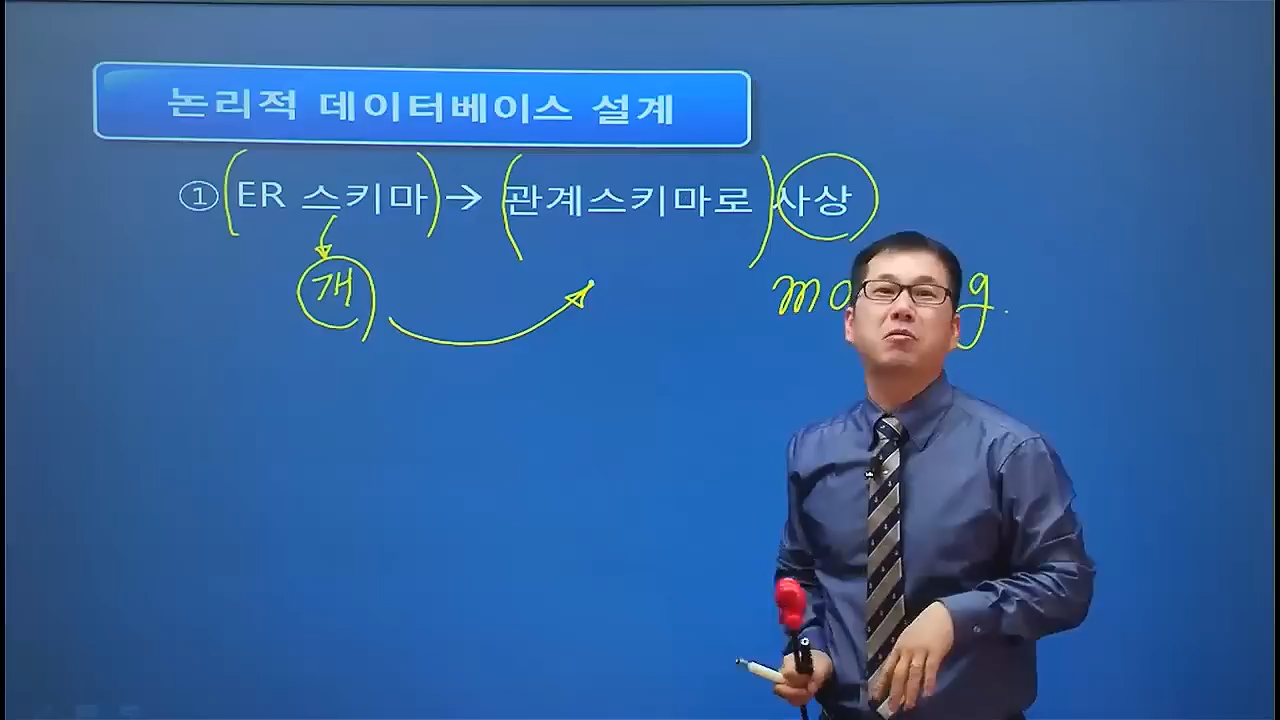 논리적 데이터베이스 설계
① (ER 스키마) → (관계스키마로) 사상
개